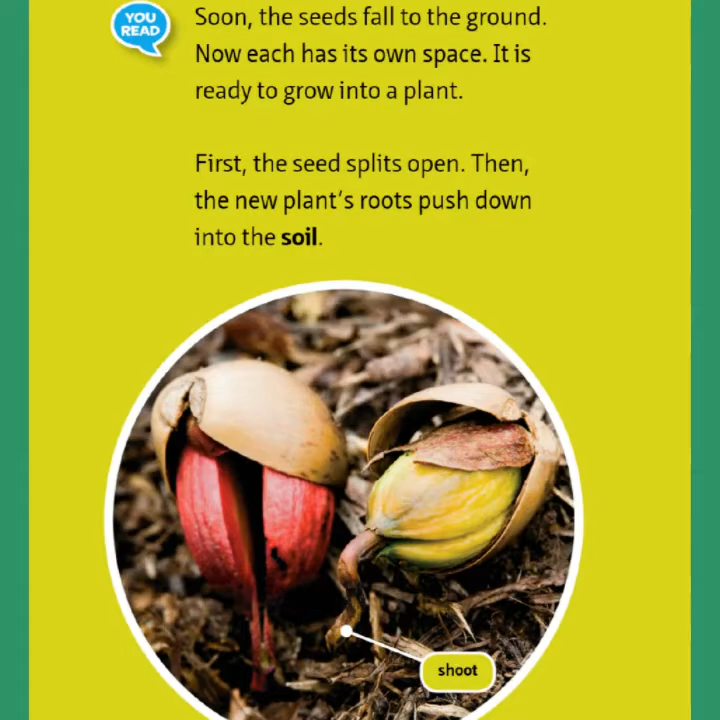 YOU
READ
Soon, the seeds fall to the ground.
Now each has its own space. It is
ready to grow into a plant.
First, the seed splits open. Then,
the new plant's roots push down
into the soil.
shoot